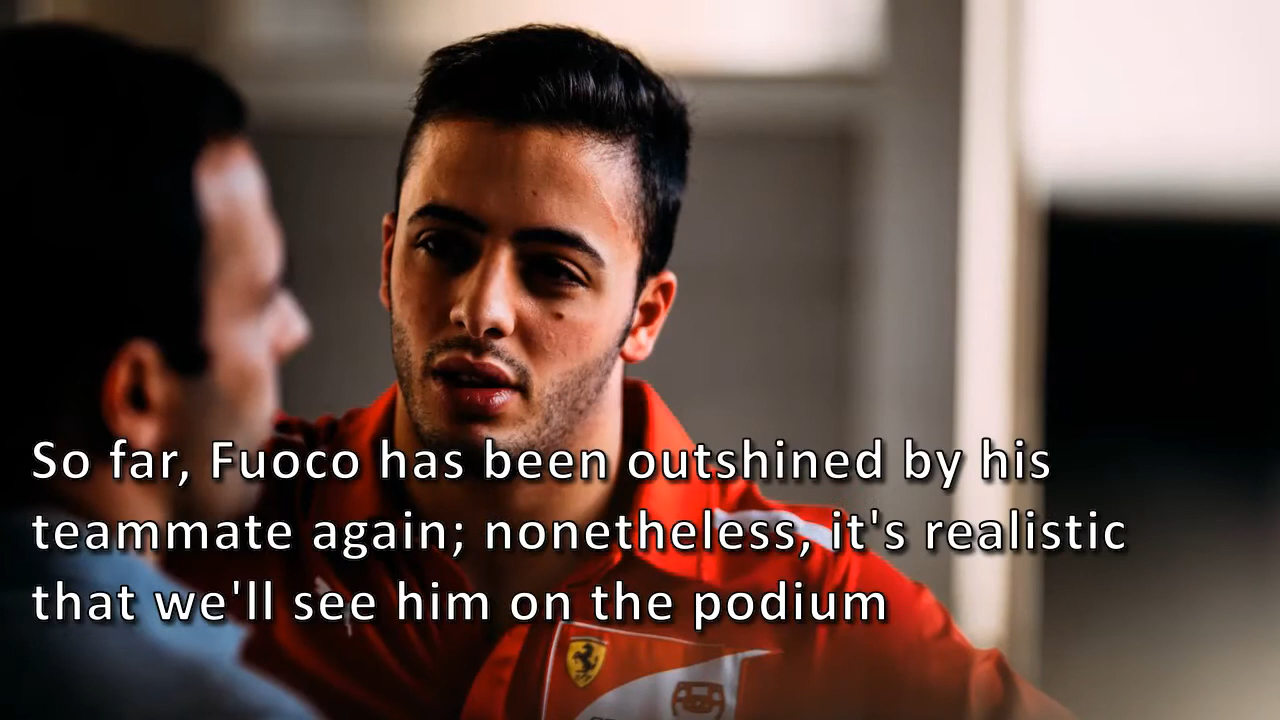 So far, Fuoco has been outshined by his
teammate again; nonetheless, it's realistic
that we'll see him on the podium